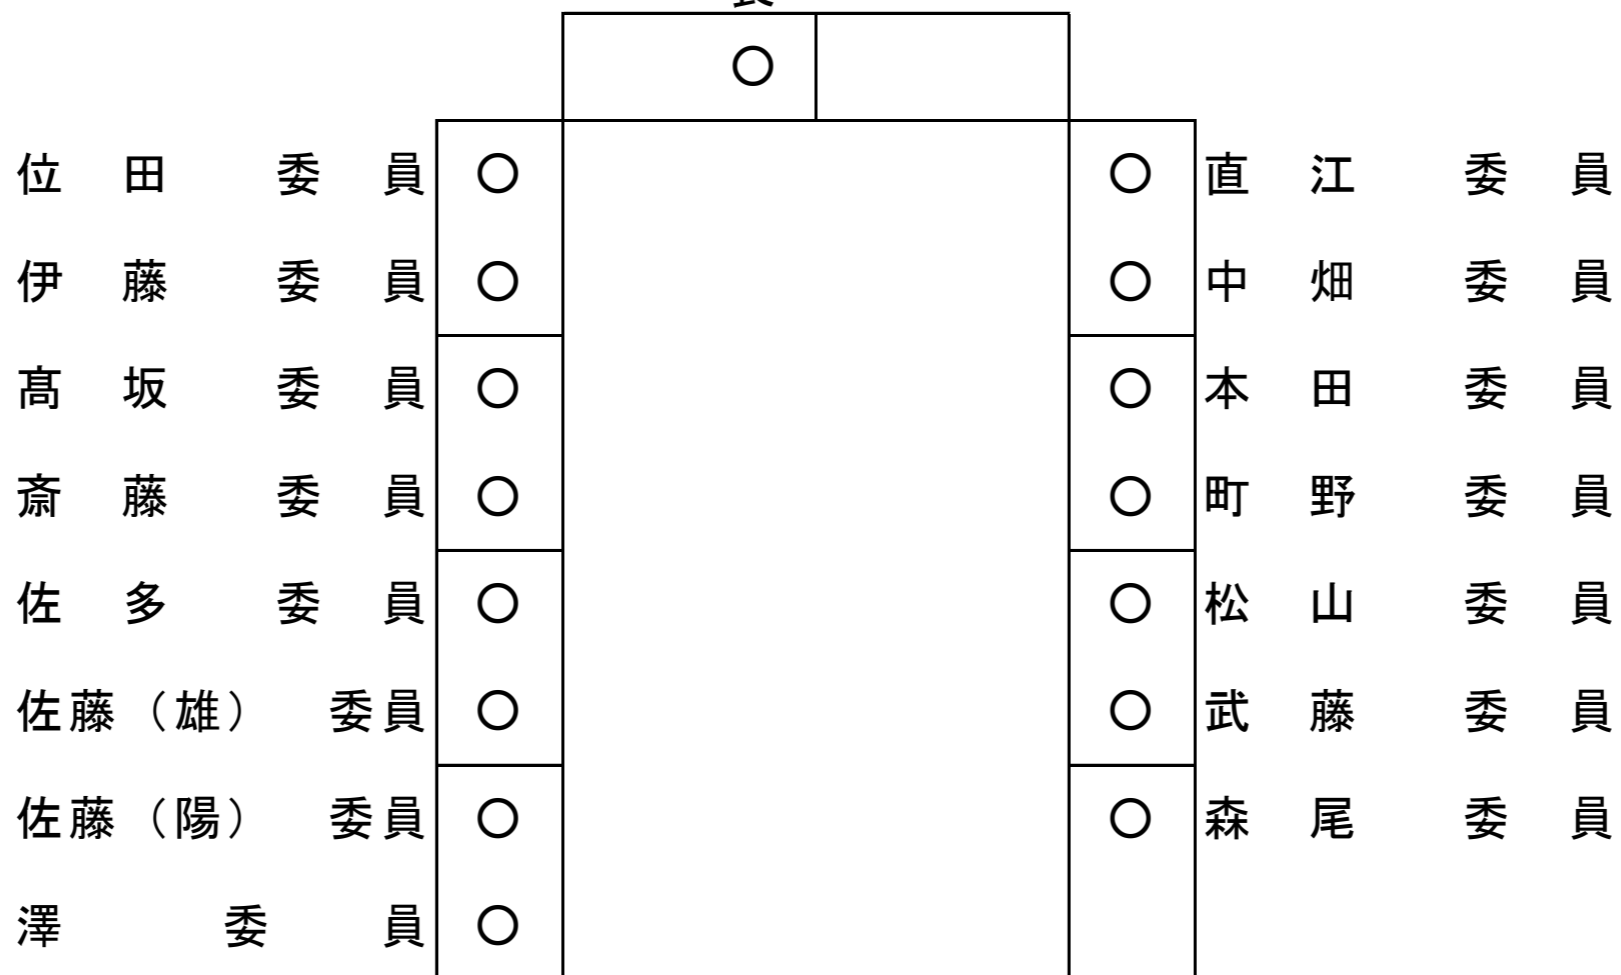 ○
位田委員 ○ ○ 直江委員
伊藤委員 ○ ○ 中畑委員
髙坂委員 ○ ○ 本田委員
斎藤委員 ○ ○ 町野委員
佐多委員 ○ ○ 松山委員
佐藤（雄）委員 ○ ○ 武藤委員
佐藤（陽）委員 ○ ○ 森尾委員
澤委員 ○